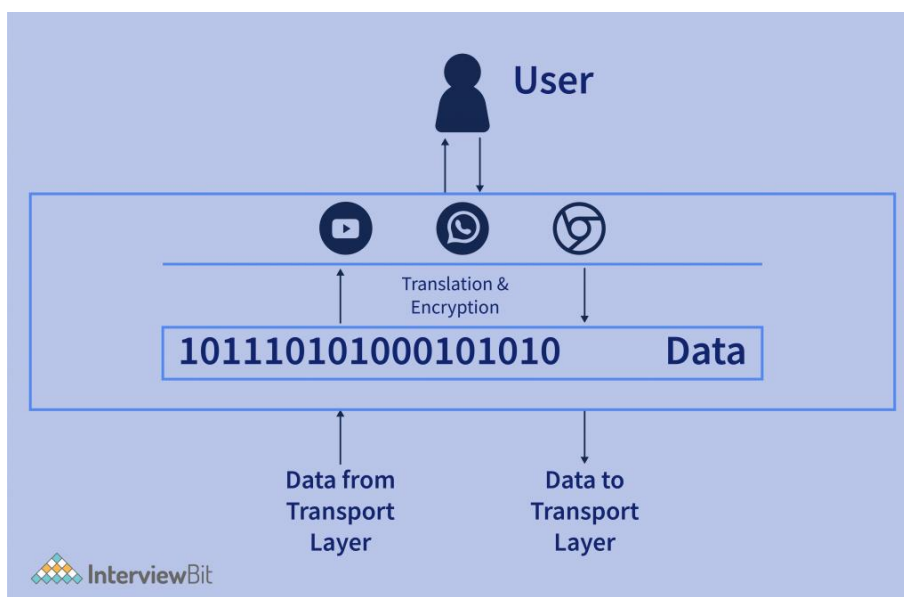 User
Translation &
Encryption
101110101000101010 Data
Data from
Transport
Layer
Data to
Transport
Layer
InterviewBit